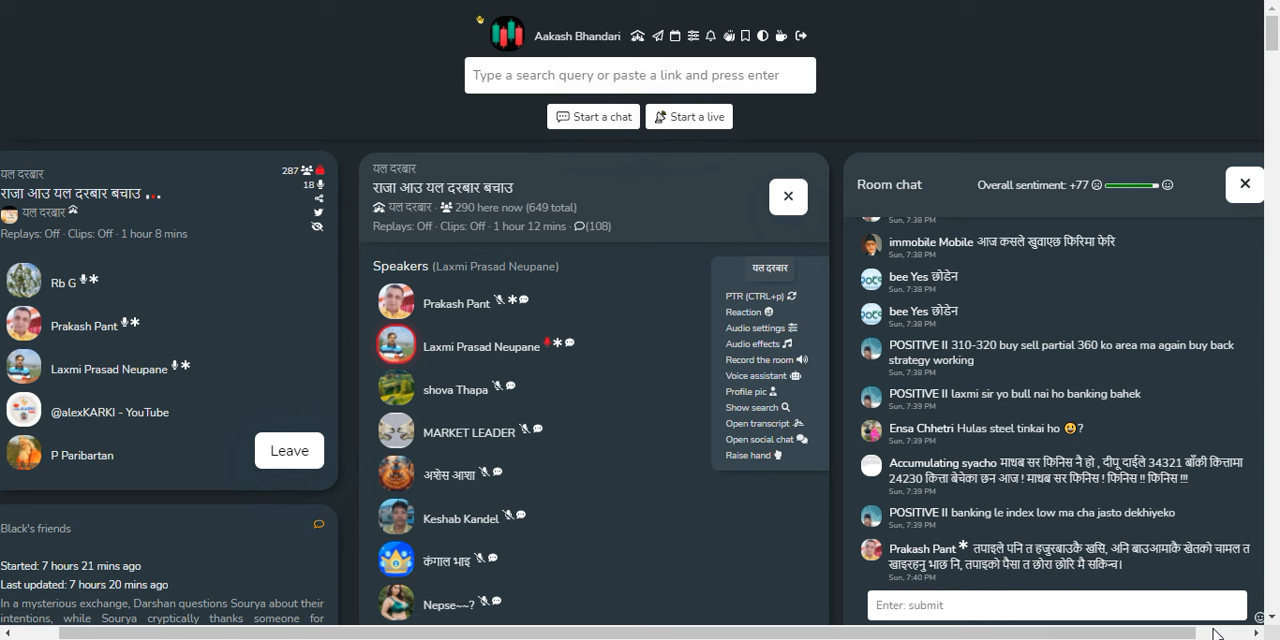 Aakash Bhandari
Type a search query or paste a link and press enter
Start a chat
Start a live
यल दरबार
287
राजा आउ यल दरबार बचाउ ...
18
यल दरबार
Replays: Off · Clips: Off · 1 hour 8 mins
Rb G
Prakash Pant
Laxmi Prasad Neupane
@alexKARKI - YouTube
P Paribartan
Leave
Black's friends
Started: 7 hours 21 mins ago
Last updated: 7 hours 20 mins ago
In a mysterious exchange, Darshan questions Sourya about their
intentions, while Sourya cryptically thanks someone for
यल दरबार
राजा आउ यल दरबार बचाउ
यल दरबार · 290 here now (649 total)
Replays: Off · Clips: Off · 1 hour 12 mins · (108)
Speakers (Laxmi Prasad Neupane)
Prakash Pant
Laxmi Prasad Neupane
shova Thapa
MARKET LEADER
अशेस आशा
Keshab Kandel
कंगाल भाइ
Nepse~~?
यल दरबार
PTR (CTRL+p)
Reaction
Audio settings
Audio effects
Record the room
Voice assistant
Profile pic
Show search
Open transcript
Open social chat
Raise hand
Room chat
Overall sentiment: +77
Sun, 7:38 PM
immobile Mobile आज कसले खुवाएछ फिरिमा फेरि
Sun, 7:38 PM
bee Yes छोडेन
Sun, 7:38 PM
bee Yes छोडेन
Sun, 7:38 PM
POSITIVE II 310-320 buy sell partial 360 ko area ma again buy back
strategy working
Sun, 7:38 PM
POSITIVE II laxmi sir yo bull nai ho banking bahek
Sun, 7:39 PM
Ensa Chhetri Hulas steel tinkai ho 😃?
Sun, 7:39 PM
Accumulating syacho माधब सर फिनिस नै हो , दीपू दाईले 34321 बाँकी कित्तामा
24230 कित्ता बेचेका छन आज ! माधब सर फिनिस ! फिनिस !! फिनिस !!!
Sun, 7:39 PM
POSITIVE II banking le index low ma cha jasto dekhiyeko
Sun, 7:39 PM
Prakash Pant * तपाइले पनि त हजुरबाउकै खसि, अनि बाउआमाकै खेतको चामल त
खाइरहनु भाछ नि, तपाइको पैसा त छोरा छोरि मै सकिन्च।
Sun, 7:40 PM
Enter: submit